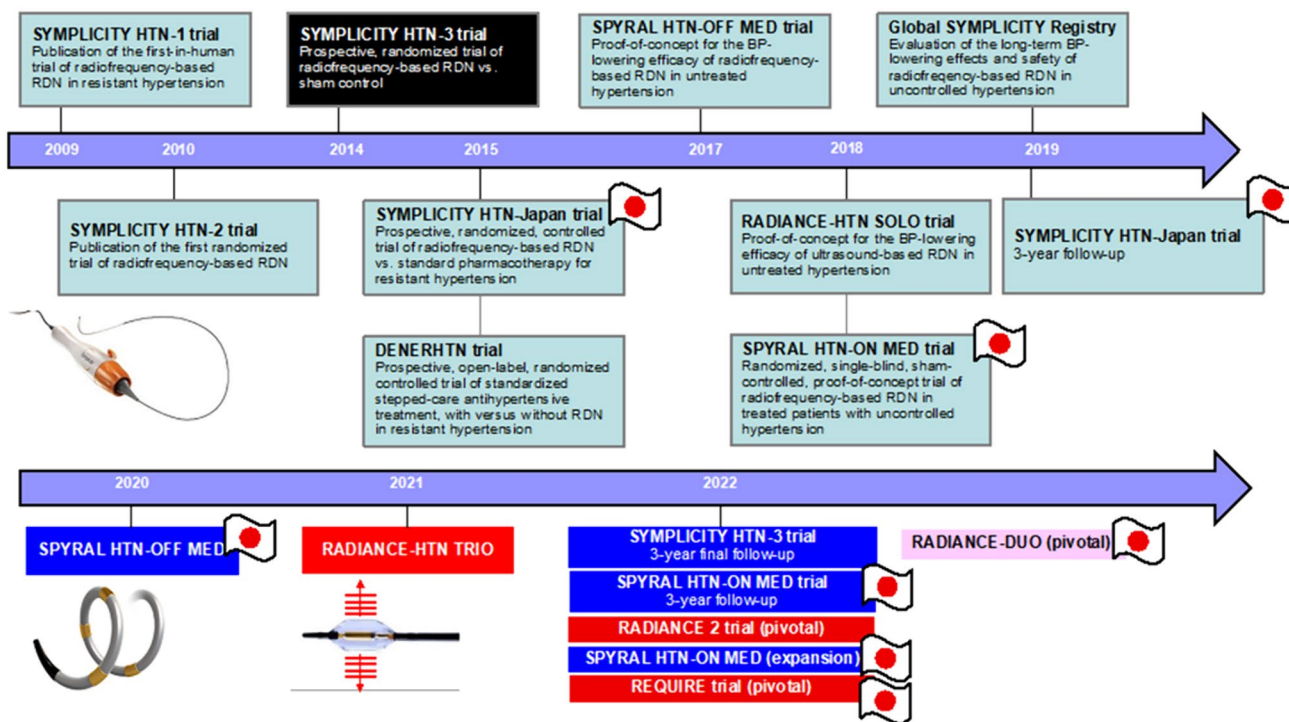 SYMPLICITY HTN-1 trial
Publication of the first-in-human
trial of radiofrequency-based
RDN in resistant hypertension
SYMPLICITY HTN-3 trial
Prospective, randomized trial of
radiofrequency-based RDN vs.
sham control
SPYRAL HTN-OFF MED trial
Proof-of-concept for the BP-
lowering efficacy of radiofrequency-
based RDN in untreated
hypertension
Global SYMPLICITY Registry
Evaluation of the long-term BP-
lowering effects and safety of
radiofreqency-based RDN in
uncontrolled hypertension
2009
2010
2014
2015
2017
2018
2019
SYMPLICITY HTN-2 trial
Publication of the first randomized
trial of radiofrequency-based RDN
SYMPLICITY HTN-Japan trial
Prospective, randomized, controlled
trial of radiofrequency-based RDN
vs. standard pharmacotherapy for
resistant hypertension
RADIANCE-HTN SOLO trial
Proof-of-concept for the BP-lowering
efficacy of ultrasound-based RDN in
untreated hypertension
SYMPLICITY HTN-Japan trial
3-year follow-up
DENERHTN trial
Prospective, open-label, randomized
controlled trial of standardized
stepped-care antihypertensive
treatment, with versus without RDN
in resistant hypertension
SPYRAL HTN-ON MED trial
Randomized, single-blind, sham-
controlled, proof-of-concept trial of
radiofrequency-based RDN in
treated patients with uncontrolled
hypertension
2020
2021
2022
SPYRAL HTN-OFF MED
RADIANCE-HTN TRIO
SYMPLICITY HTN-3 trial
3-year final follow-up
RADIANCE-DUO (pivotal)
SPYRAL HTN-ON MED trial
3-year follow-up
RADIANCE 2 trial (pivotal)
SPYRAL HTN-ON MED (expansion)
REQUIRE trial (pivotal)